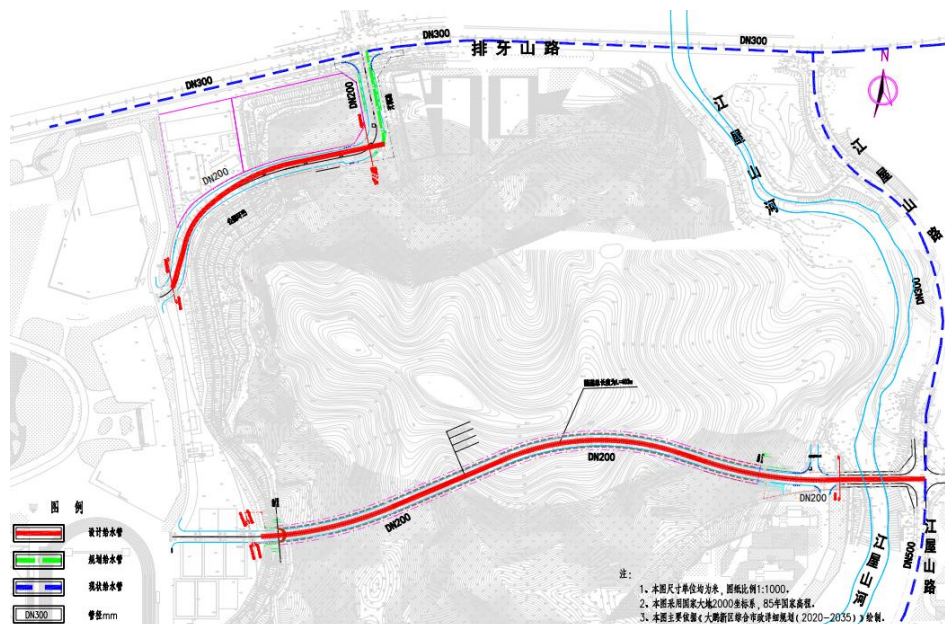 DN300
排牙山路
DN300
DN300
N
DN200
江屋山河
江屋山路
DN200
DN300
DN200
DN200
DN200
DN500
江屋山河
江屋山路
图 例
设计给水管
规划给水管
现状给水管
DN300
管径mm
注:
1、本图尺寸单位均为米,图纸比例1:1000。
2、本图采用国家大地2000坐标系,85年国家高程。
3、本图主要依据《大鹏新区综合市政详细规划(2020-2035)》绘制。